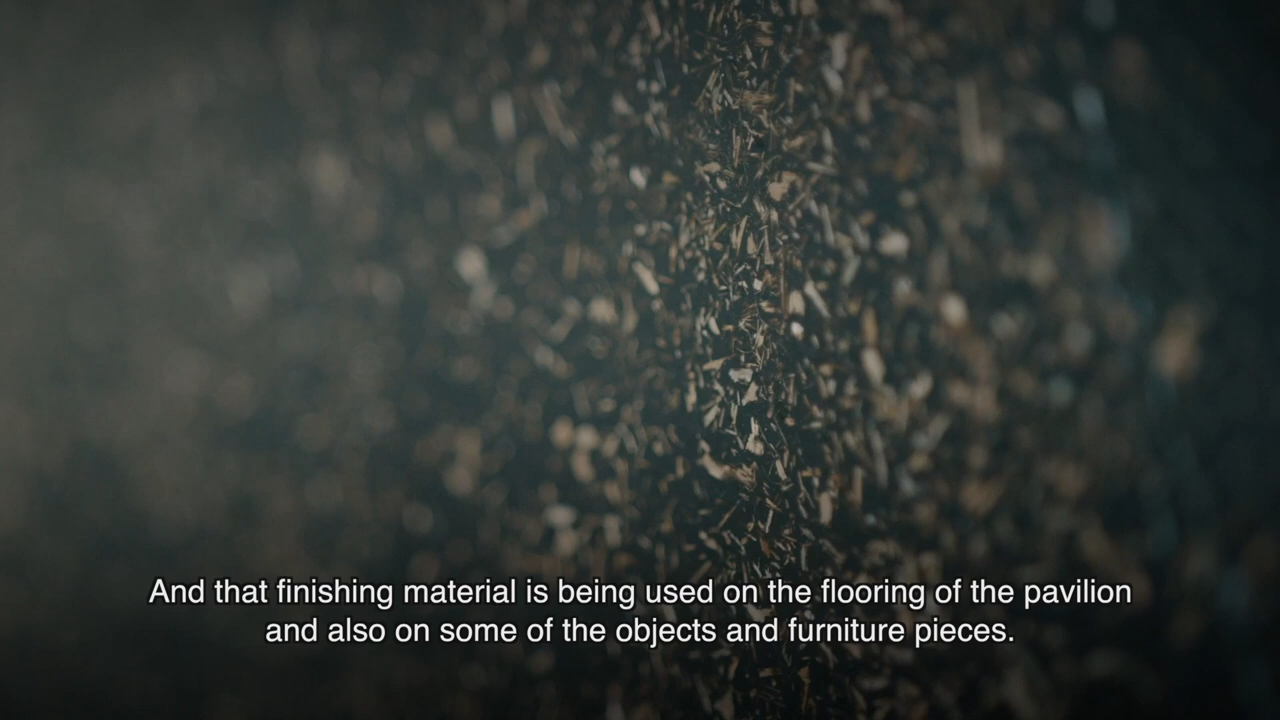 And that finishing material is being used on the flooring of the pavilion
and also on some of the objects and furniture pieces.